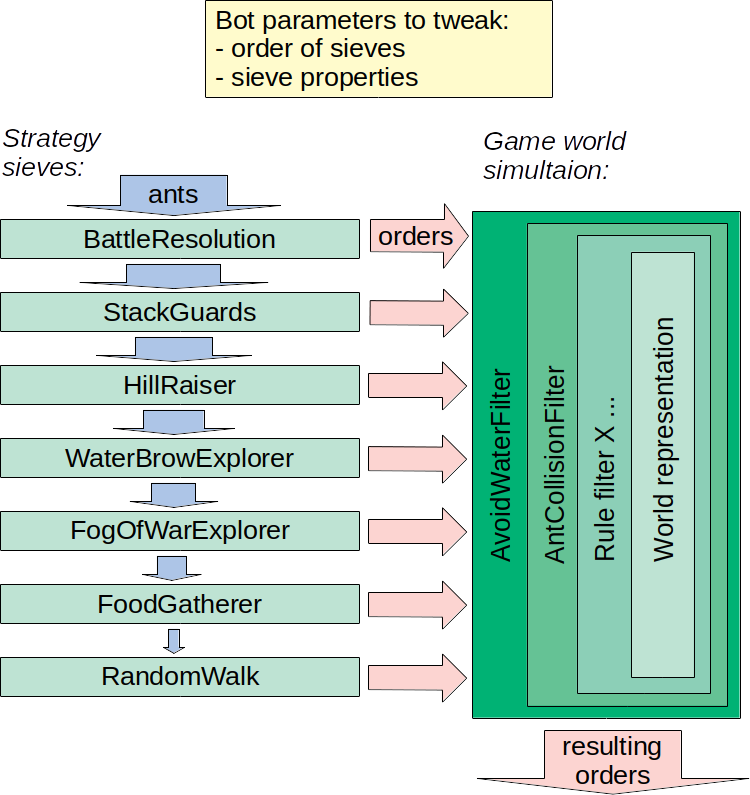 Bot parameters to tweak:
- order of sieves
- sieve properties
Strategy
sieves:
Game world
simultaion:
ants
BattleResolution
orders
StackGuards
HillRaiser
WaterBrowExplorer
FogOfWarExplorer
FoodGatherer
RandomWalk
AvoidWaterFilter
AntCollisionFilter
Rule filter X ...
World representation
resulting
orders